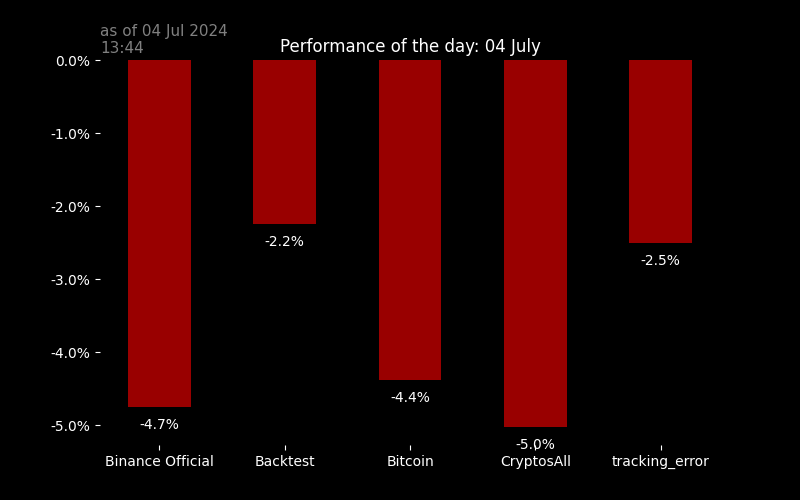 as of 04 Jul 2024
13:44
Performance of the day: 04 July
0.0%
-1.0%
-2.0%
-3.0%
-4.0%
-5.0%
-4.7%
-2.2%
-4.4%
-5.0%
-2.5%
Binance Official
Backtest
Bitcoin
CryptosAll
tracking_error